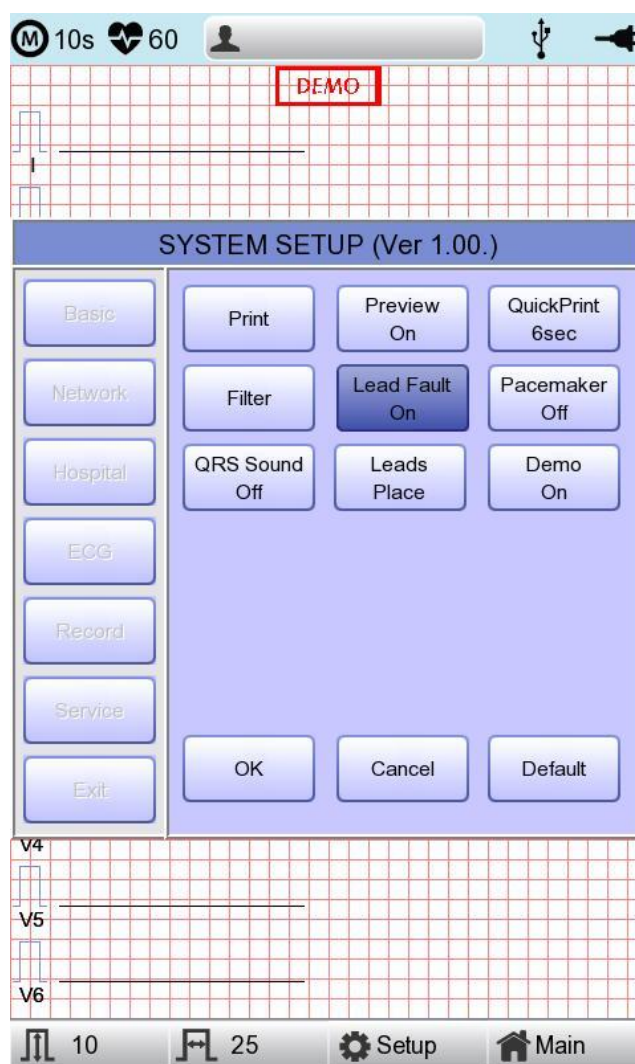 M 10s 60
DEMO
I
SYSTEM SETUP (Ver 1.00.)
Basic
Network
Hospital
ECG
Record
Service
Exit
Print
Preview
On
QuickPrint
6sec
Filter
Lead Fault
On
Pacemaker
Off
QRS Sound
Off
Leads
Place
Demo
On
OK
Cancel
Default
V4
V5
V6
10
25
Setup
Main